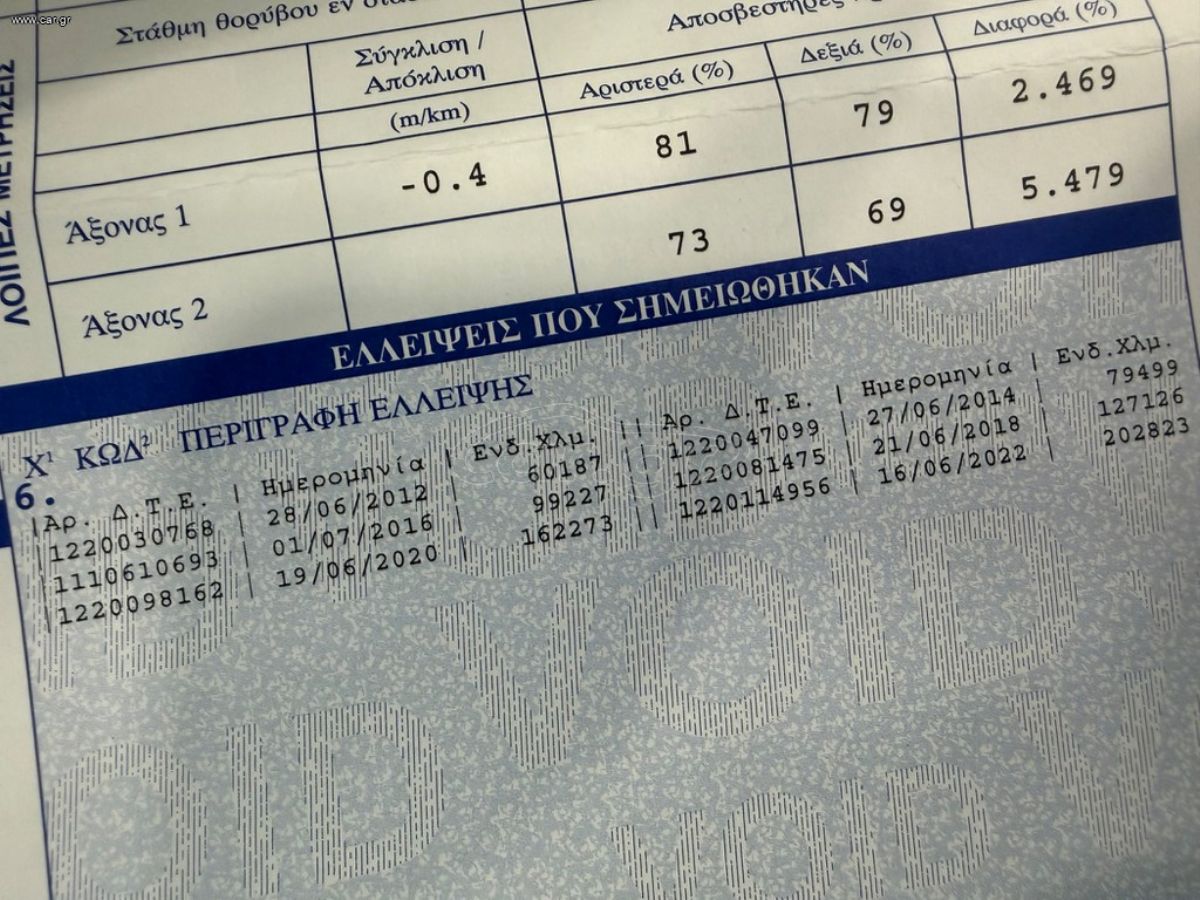 www.car.gr
Στάθμη θορύβου εν
Αποσβεστήρες
ΛΟΙΠΕΣ ΜΕΤΡΗΣΕΙΣ
Σύγκλιση / Απόκλιση
(m/km)
Αριστερά (%) Δεξιά (%) Διαφορά (%)
Άξονας 1 -0.4 81 79 2.469
Άξονας 2 73 69 5.479
ΕΛΛΕΙΨΕΙΣ ΠΟΥ ΣΗΜΕΙΩΘΗΚΑΝ
Χ¹ ΚΩΔ² ΠΕΡΙΓΡΑΦΗ ΕΛΛΕΙΨΗΣ
6.
|Αρ. Δ.Τ.Ε. | Ημερομηνία | Ενδ.Χλμ. || Αρ. Δ.Τ.Ε. | Ημερομηνία | Ενδ.Χλμ.
|1220030768 | 28/06/2012 | 60187 || 1220047099 | 27/06/2014 | 79499
|1110610693 | 01/07/2016 | 99227 || 1220081475 | 21/06/2018 | 127126
|1220098162 | 19/06/2020 | 162273 || 1220114956 | 16/06/2022 | 202823
VOID
OID
VOID
V